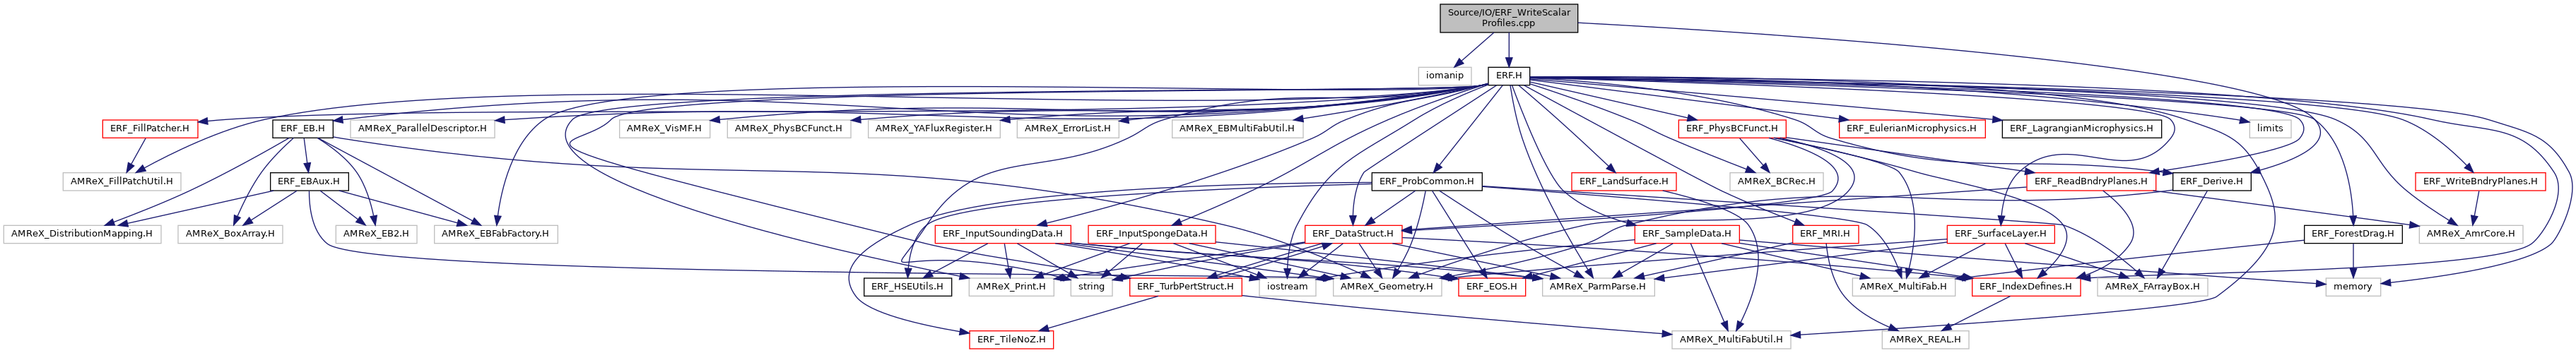 Source/IO/ERF_WriteScalar
Profiles.cpp
iomanip
ERF.H
ERF_FillPatcher.H
ERF_EB.H
AMReX_ParallelDescriptor.H
AMReX_VisMF.H
AMReX_PhysBCFunct.H
AMReX_YAFluxRegister.H
AMReX_ErrorList.H
AMReX_EBMultiFabUtil.H
ERF_PhysBCFunct.H
ERF_EulerianMicrophysics.H
ERF_LagrangianMicrophysics.H
limits
AMReX_FillPatchUtil.H
ERF_EBAux.H
ERF_ProbCommon.H
ERF_LandSurface.H
AMReX_BCRec.H
ERF_ReadBndryPlanes.H
ERF_Derive.H
ERF_WriteBndryPlanes.H
AMReX_DistributionMapping.H
AMReX_BoxArray.H
AMReX_EB2.H
AMReX_EBFabFactory.H
ERF_InputSoundingData.H
ERF_InputSpongeData.H
ERF_DataStruct.H
ERF_SampleData.H
ERF_MRI.H
ERF_SurfaceLayer.H
ERF_ForestDrag.H
AMReX_AmrCore.H
ERF_HSEUtils.H
AMReX_Print.H
string
ERF_TurbPertStruct.H
iostream
AMReX_Geometry.H
ERF_EOS.H
AMReX_ParmParse.H
AMReX_MultiFab.H
ERF_IndexDefines.H
AMReX_FArrayBox.H
memory
ERF_TileNoZ.H
AMReX_MultiFabUtil.H
AMReX_REAL.H